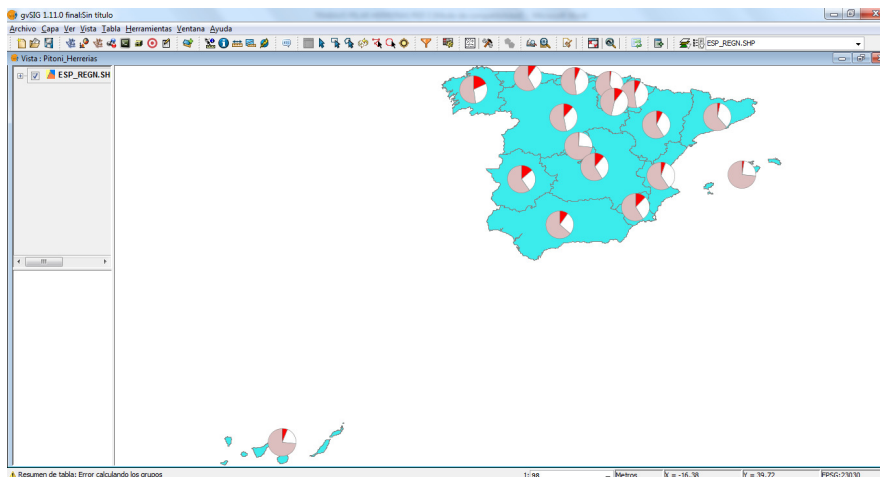 gvSIG 1.11.0 final:Sin título
Archivo Capa Ver Vista Tabla Herramientas Ventana Ayuda
ESP_REGN.SHP
Vista : Pitoni_Herrerias
ESP_REGN.SH
Resumen de tabla: Error calculando los grupos
1: 98
Metros
X = -16,38
Y = 39,72
EPSG:23030